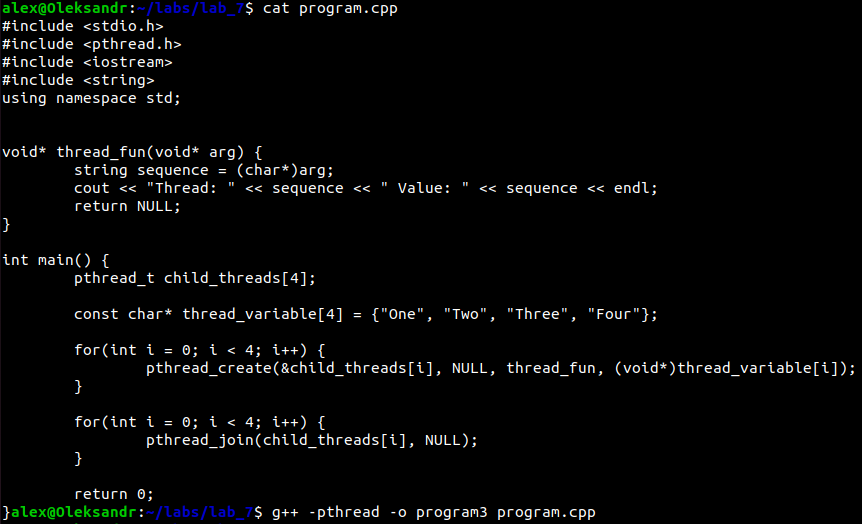 alex@Oleksandr:~/labs/lab_7$ cat program.cpp
#include <stdio.h>
#include <pthread.h>
#include <iostream>
#include <string>
using namespace std;
void* thread_fun(void* arg) {
        string sequence = (char*)arg;
        cout << "Thread: " << sequence << " Value: " << sequence << endl;
        return NULL;
}
int main() {
        pthread_t child_threads[4];
        const char* thread_variable[4] = {"One", "Two", "Three", "Four"};
        for(int i = 0; i < 4; i++) {
                pthread_create(&child_threads[i], NULL, thread_fun, (void*)thread_variable[i]);
        }
        for(int i = 0; i < 4; i++) {
                pthread_join(child_threads[i], NULL);
        }
        return 0;
}alex@Oleksandr:~/labs/lab_7$ g++ -pthread -o program3 program.cpp